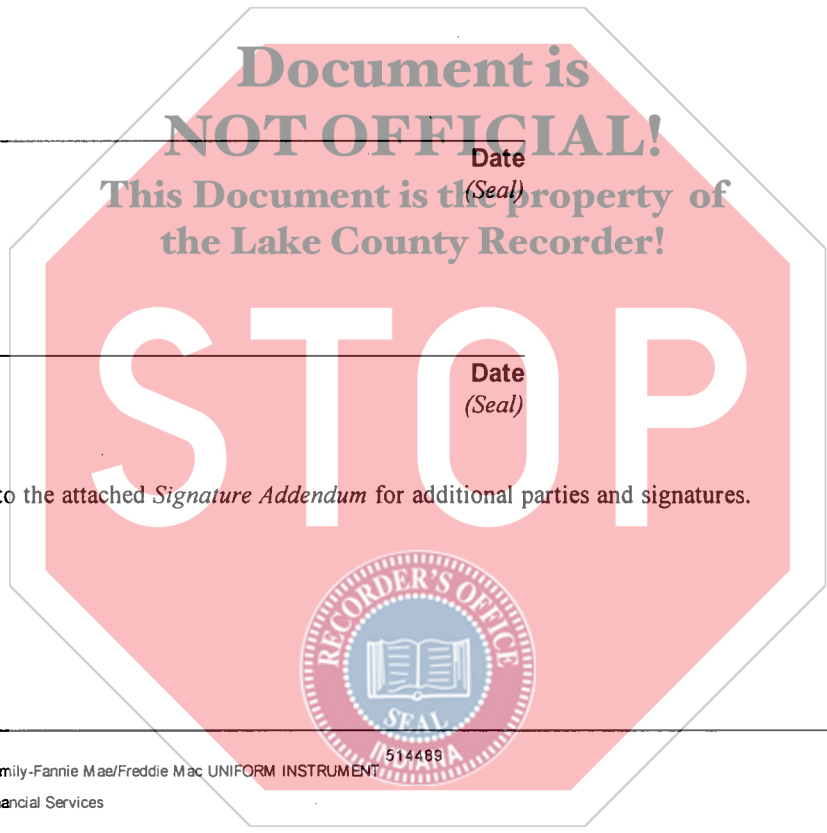 Document is
NOT OFFICIAL!
Date
This Document is the property of
(Seal)
the Lake County Recorder!
STOP
Date
(Seal)
to the attached Signature Addendum for additional parties and signatures.
RECORDER'S OFFICE
SEAL
INDIANA
514489
mily-Fannie Mae/Freddie Mac UNIFORM INSTRUMENT
ancial Services